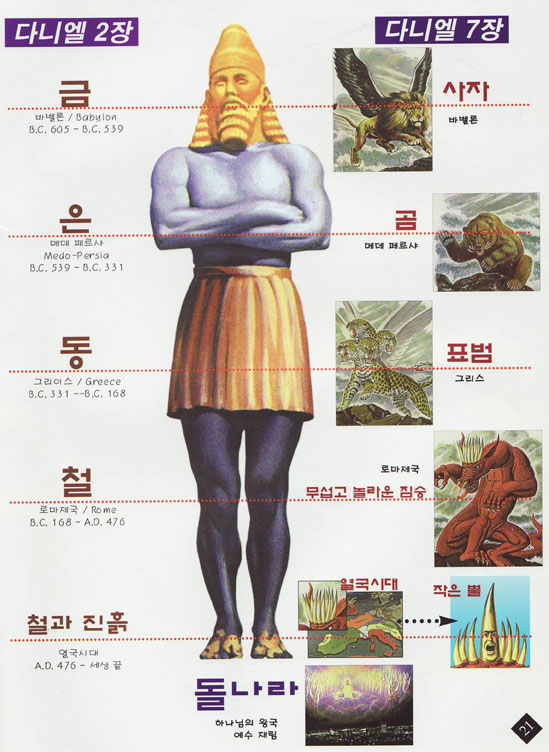 다니엘 2장
다니엘 7장
금
바벨론 / Babylon
B.C. 605 - B.C. 539
사자
바벨론
은
메데 페르샤
Medo-Persia
B.C. 539 - B.C. 331
곰
메데 페르샤
동
그리이스 / Greece
B.C. 331 --B.C. 168
표범
그리스
철
로마제국 / Rome
B.C. 168 - A.D. 476
로마제국
무섭고 놀라운 짐승
철과 진흙
열국시대
A.D. 476 - 세상 끝
열국시대
작은 뿔
돌나라
하나님의 왕국
예수 재림
21